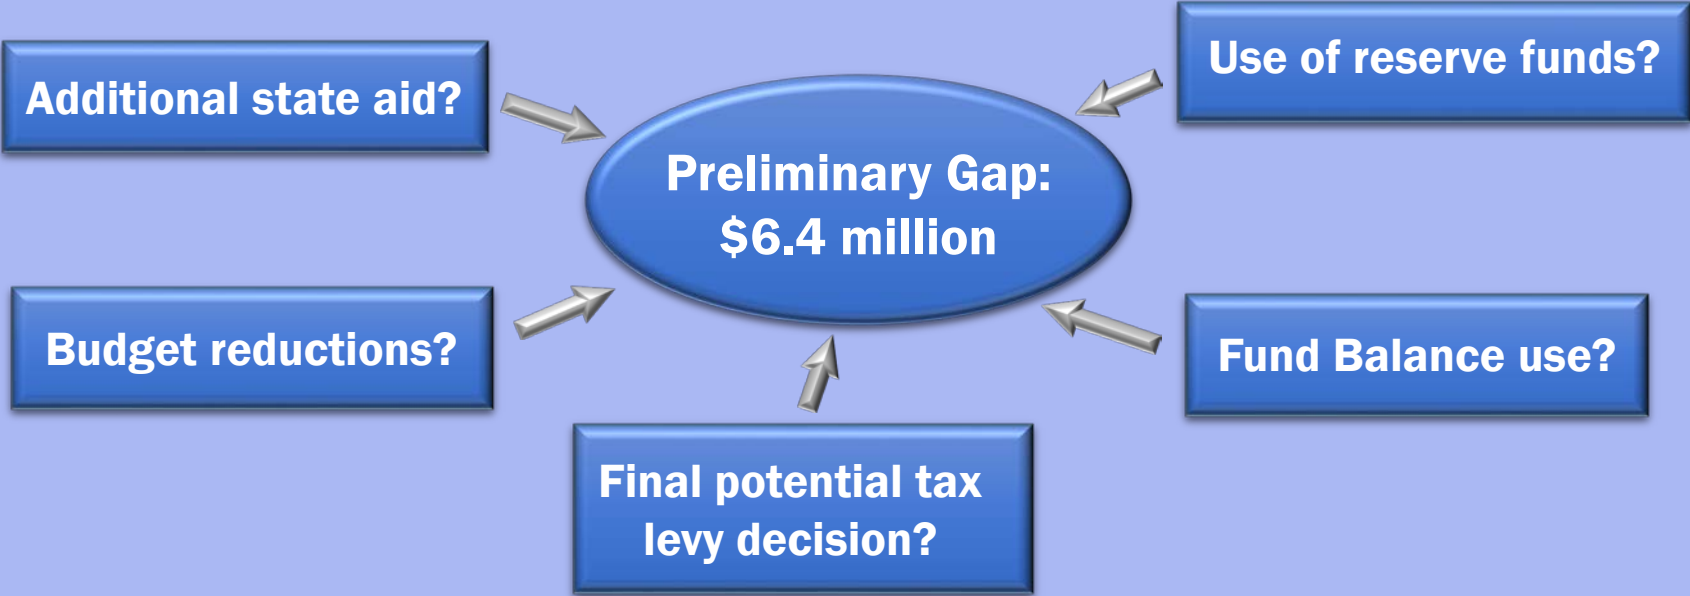 Additional state aid?
Use of reserve funds?
Preliminary Gap:
$6.4 million
Budget reductions?
Fund Balance use?
Final potential tax
levy decision?